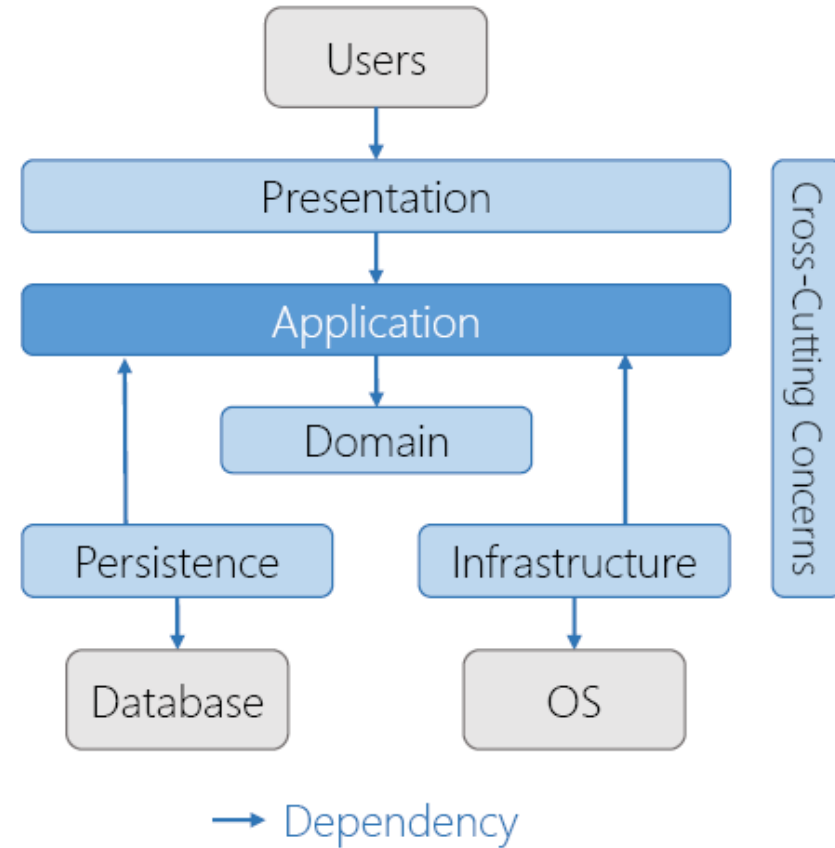 Users
Presentation
Cross-Cutting Concerns
Application
Domain
Persistence
Infrastructure
Database
OS
Dependency